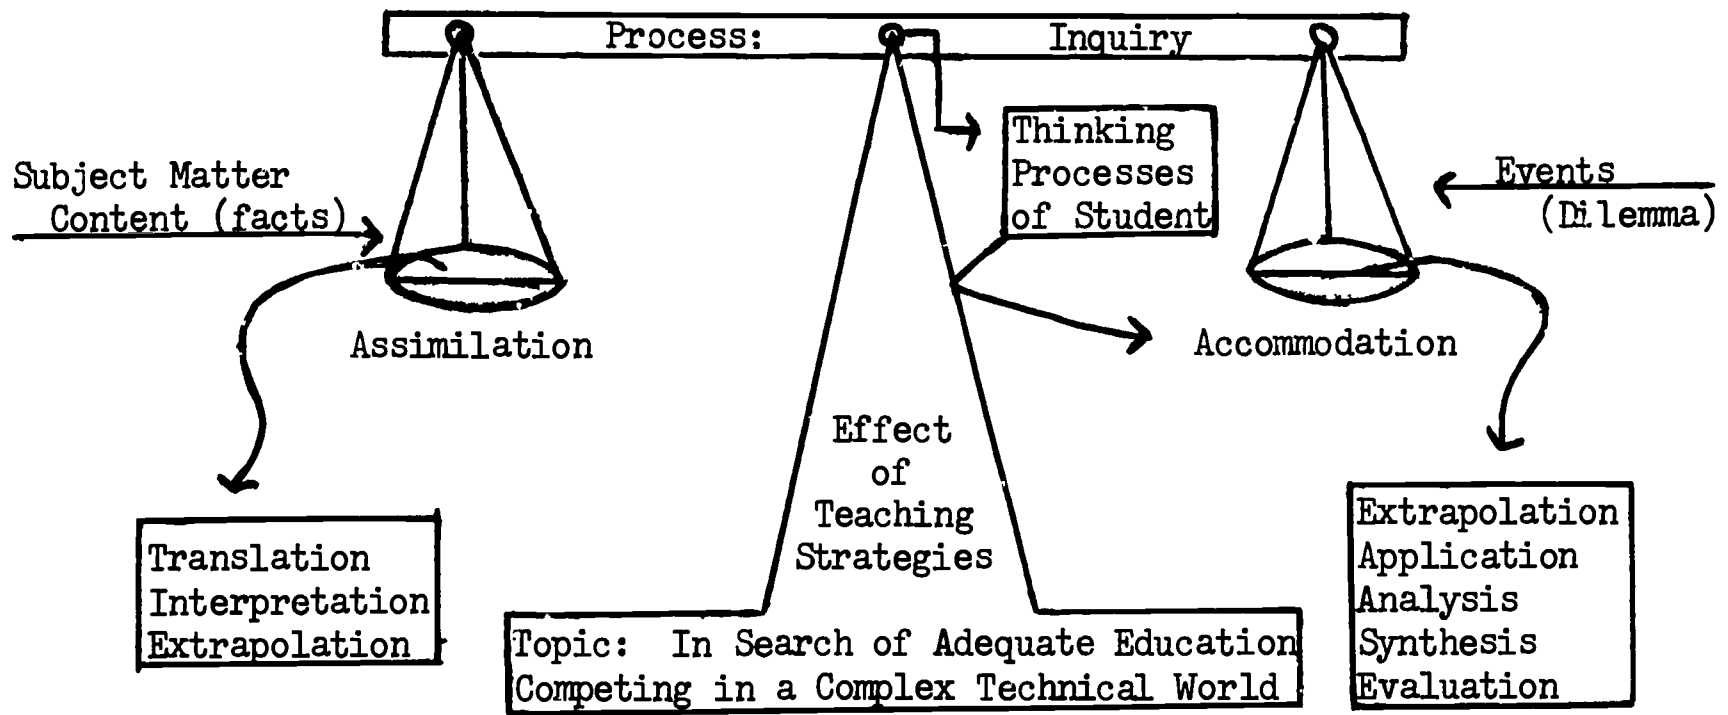 Process: Inquiry
Thinking
Processes
of Student
Subject Matter
Content (facts)
Events
(Dilemma)
Assimilation
Accommodation
Effect
of
Teaching
Strategies
Translation
Interpretation
Extrapolation
Extrapolation
Application
Analysis
Synthesis
Evaluation
Topic: In Search of Adequate Education
Competing in a Complex Technical World